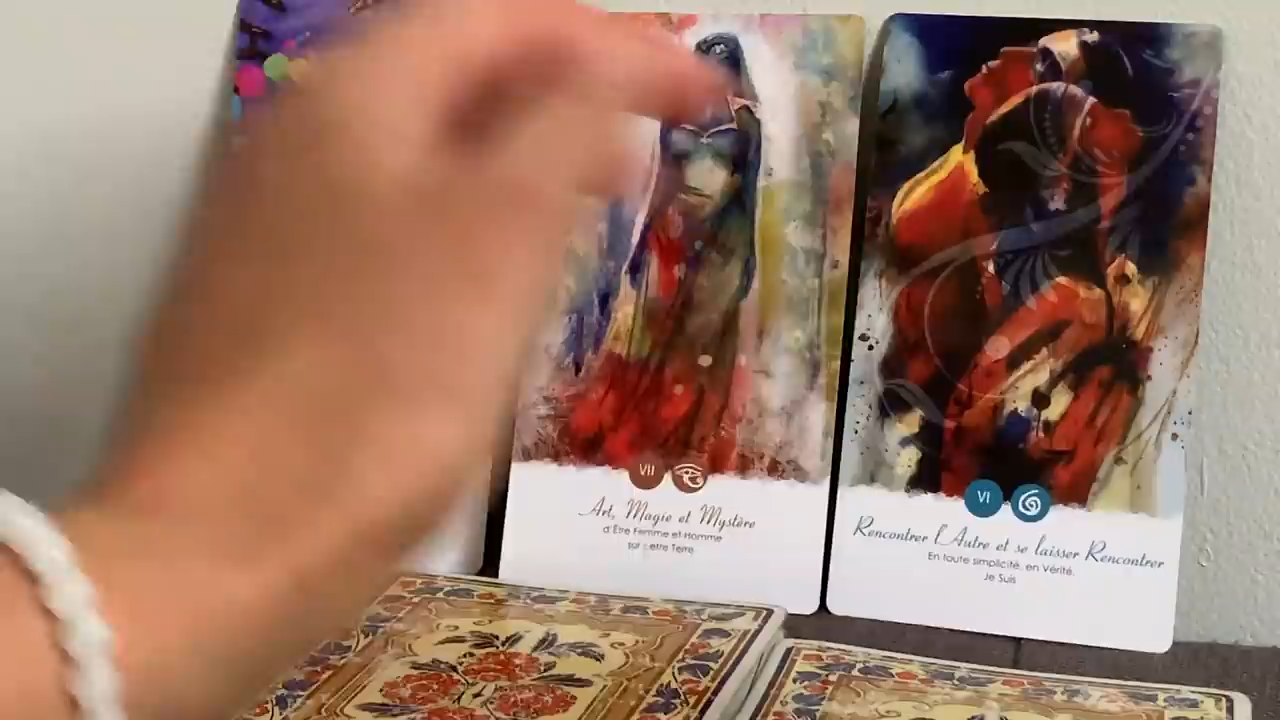 VII
Art, Magie et Mystère
d'Être Femme et Homme
sur cette Terre
VI
Rencontrer l'Autre et se laisser Rencontrer
En toute simplicité, en Vérité,
Je Suis